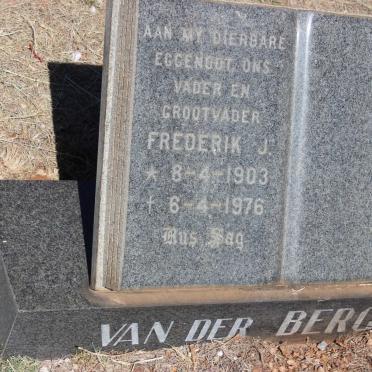 AAN MY DIERBARE
EGGENOOT, ONS
VADER EN
GROOTVADER
FREDERIK J.
* 8-4-1903
† 6-4-1976
Rus Sag
VAN DER BERG